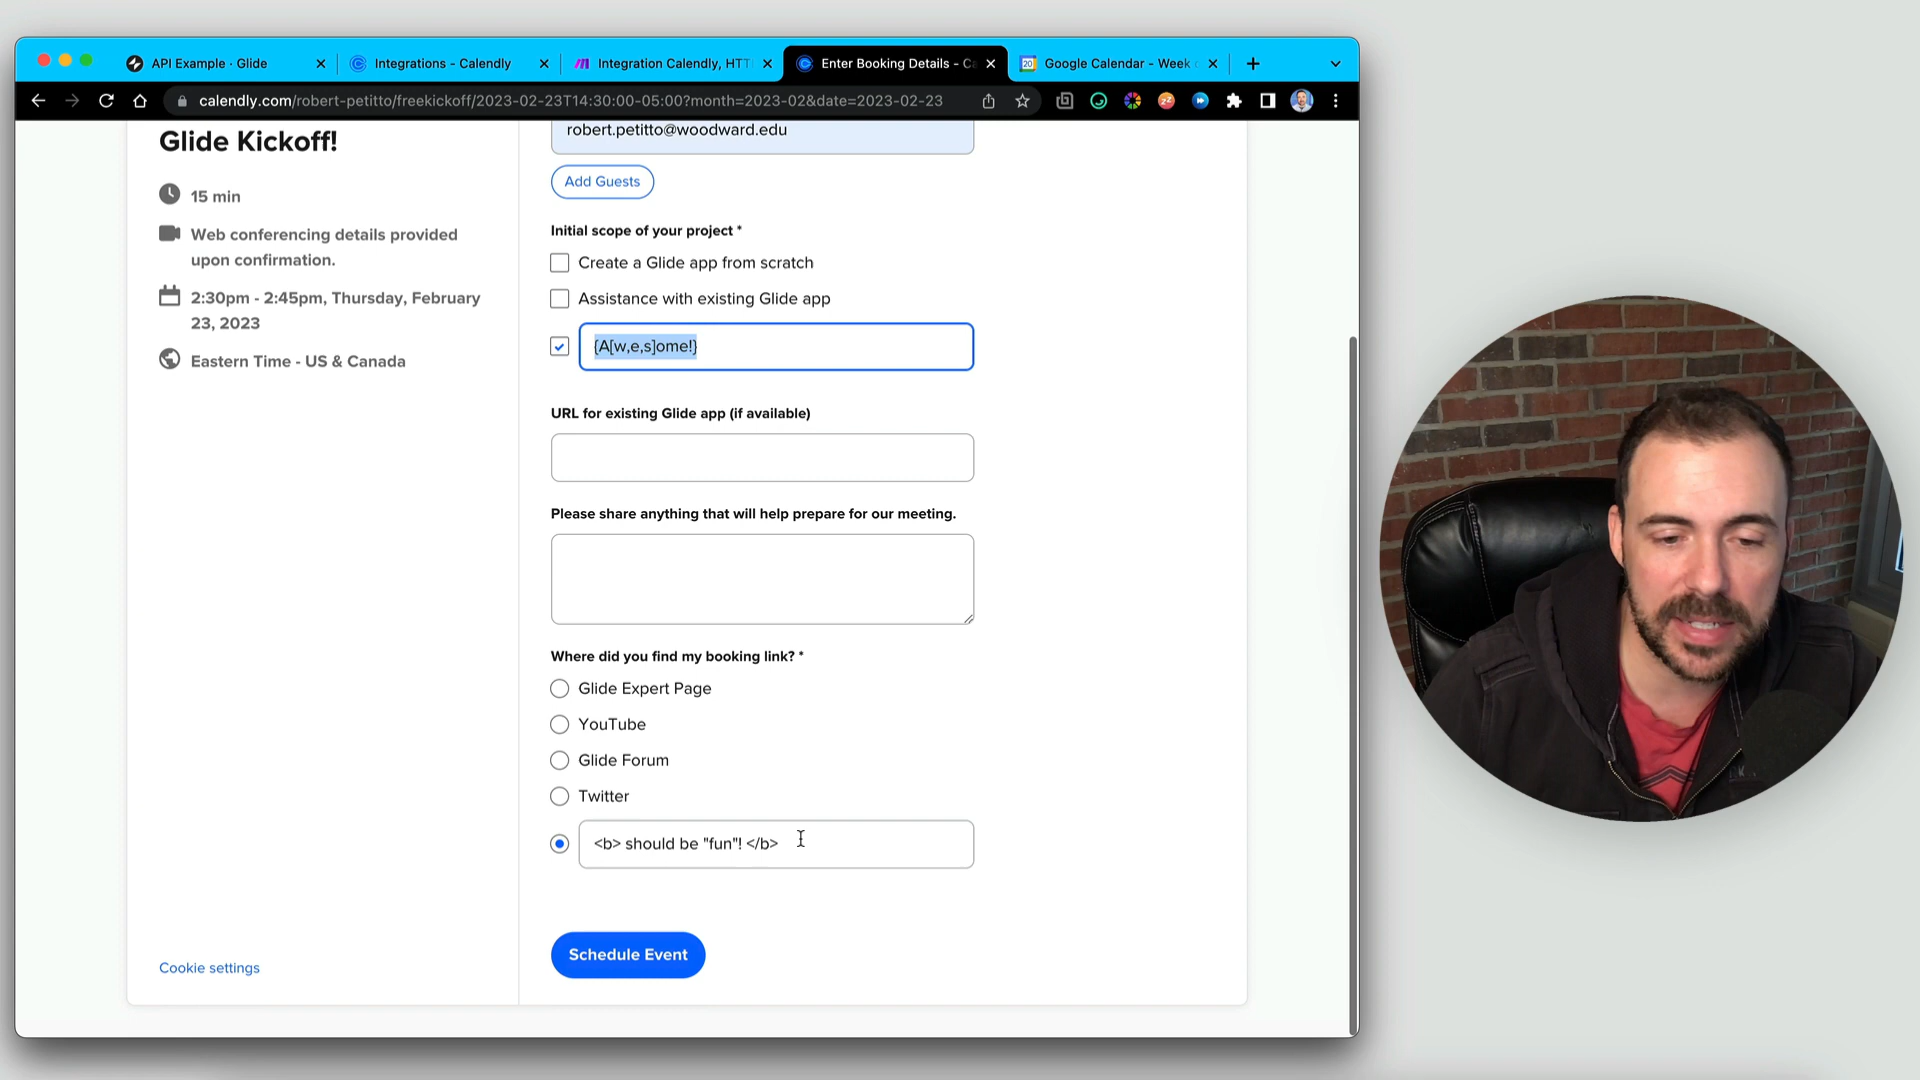 API Example · Glide
Integrations - Calendly
Integration Calendly, HTT
Enter Booking Details - Ca
20
Google Calendar - Week o
calendly.com/robert-petitto/freekickoff/2023-02-23T14:30:00-05:00?month=2023-02&date=2023-02-23
Glide Kickoff!
15 min
Web conferencing details provided
upon confirmation.
2:30pm - 2:45pm, Thursday, February
23, 2023
Eastern Time - US & Canada
Cookie settings
robert.petitto@woodward.edu
Add Guests
Initial scope of your project *
Create a Glide app from scratch
Assistance with existing Glide app
{A[w,e,s]ome!}
URL for existing Glide app (if available)
Please share anything that will help prepare for our meeting.
Where did you find my booking link? *
Glide Expert Page
YouTube
Glide Forum
Twitter
<b> should be "fun"! </b>
Schedule Event